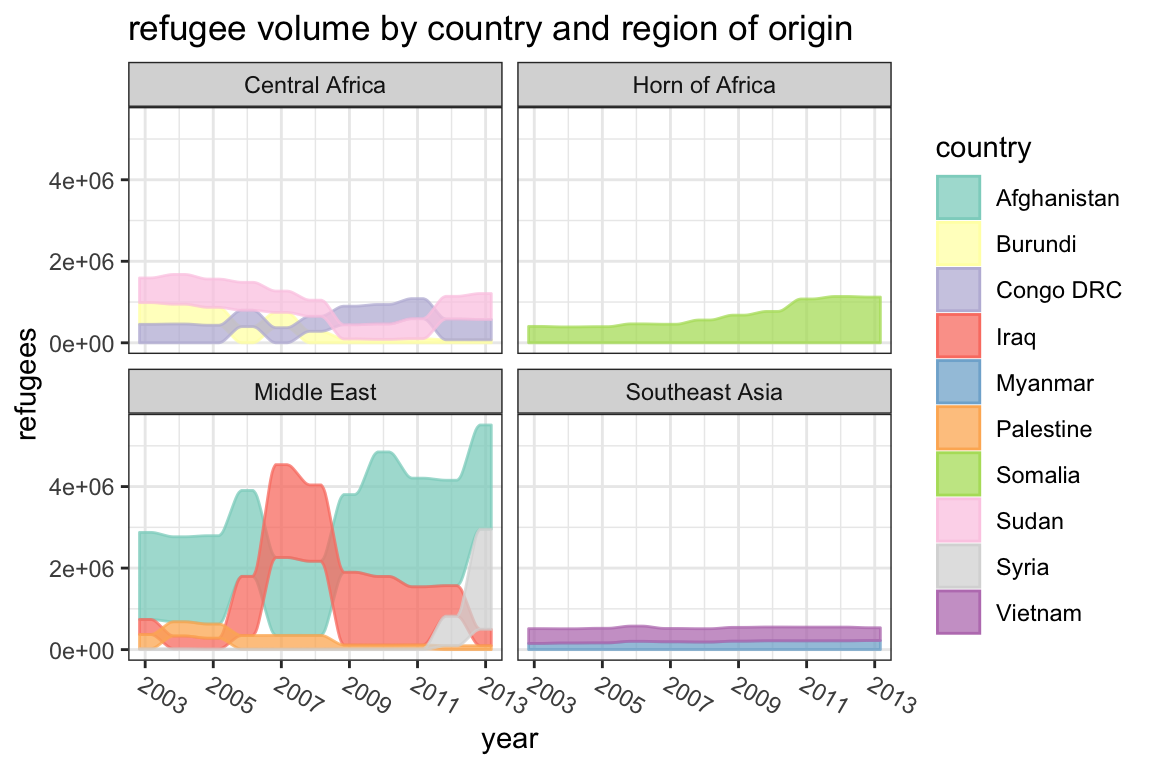 refugee volume by country and region of origin
Central Africa
Horn of Africa
4e+06
2e+06
0e+00
Middle East
Southeast Asia
4e+06
2e+06
0e+00
refugees
2003
2005
2007
2009
2011
2013
2003
2005
2007
2009
2011
2013
year
country
Afghanistan
Burundi
Congo DRC
Iraq
Myanmar
Palestine
Somalia
Sudan
Syria
Vietnam